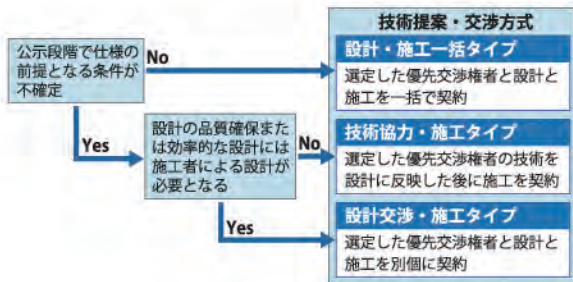 技術提案・交渉方式
公示段階で仕様の
前提となる条件が
不確定
No
設計・施工一括タイプ
選定した優先交渉権者と設計と
施工を一括で契約
Yes
設計の品質確保また
は効率的な設計には
施工者による設計が
必要となる
No
技術協力・施工タイプ
選定した優先交渉権者の技術を
設計に反映した後に施工を契約
Yes
設計交渉・施工タイプ
選定した優先交渉権者と設計と
施工を別個に契約